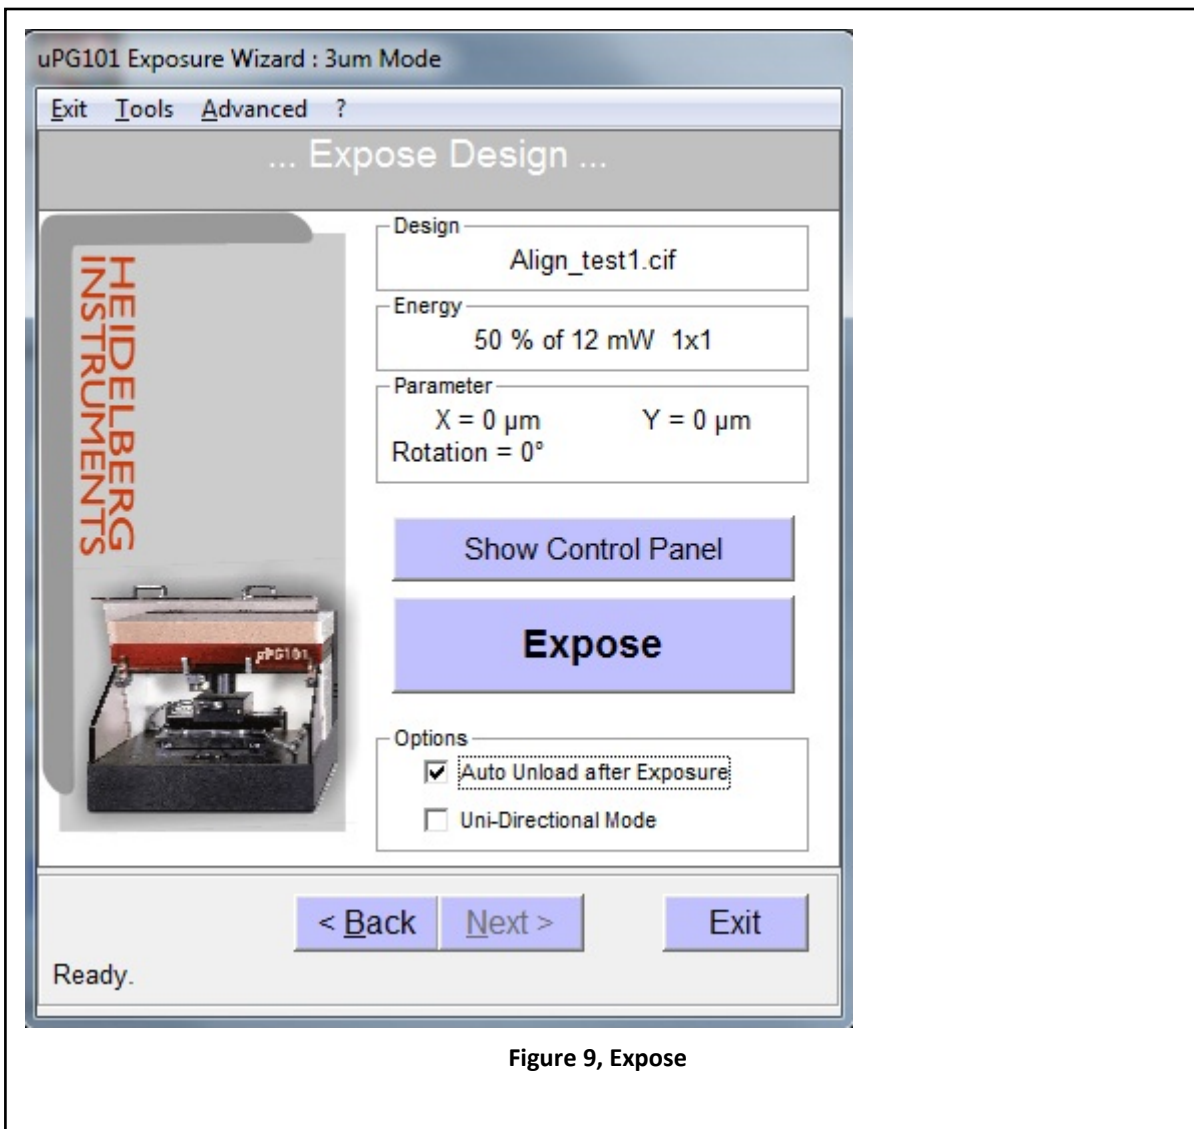 uPG101 Exposure Wizard : 3um Mode
Exit Tools Advanced ?
... Expose Design ...
HEIDELBERG
INSTRUMENTS
µPG101
Design
Align_test1.cif
Energy
50 % of 12 mW 1x1
Parameter
X = 0 µm Y = 0 µm
Rotation = 0°
Show Control Panel
Expose
Options
Auto Unload after Exposure
Uni-Directional Mode
< Back Next > Exit
Ready.
Figure 9, Expose